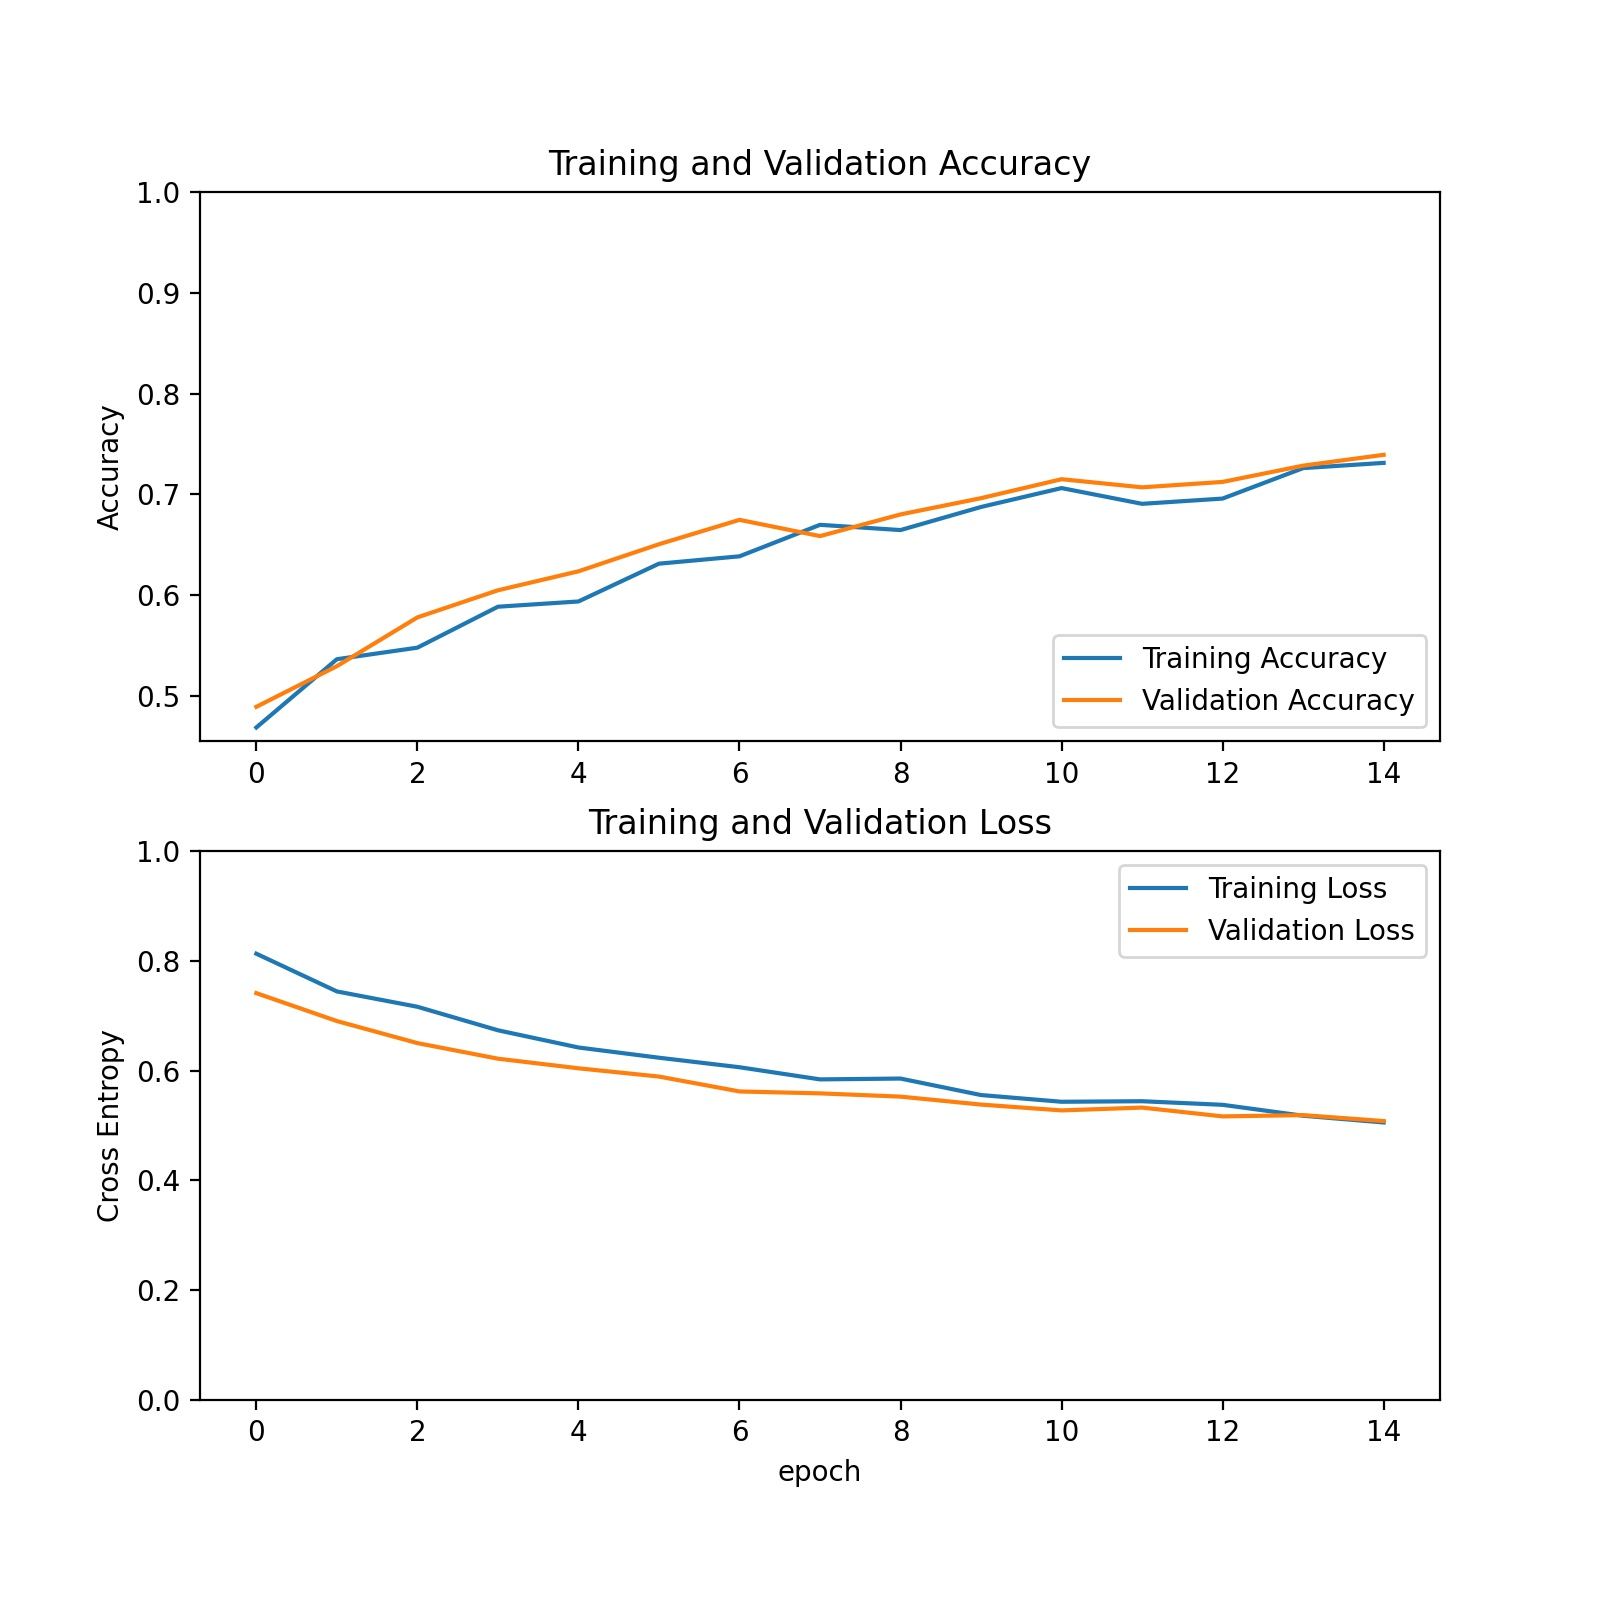 Training and Validation Accuracy
1.0
0.9
0.8
0.7
0.6
0.5
Accuracy
Training Accuracy
Validation Accuracy
0 2 4 6 8 10 12 14
Training and Validation Loss
1.0
0.8
0.6
0.4
0.2
0.0
Cross Entropy
Training Loss
Validation Loss
0 2 4 6 8 10 12 14
epoch